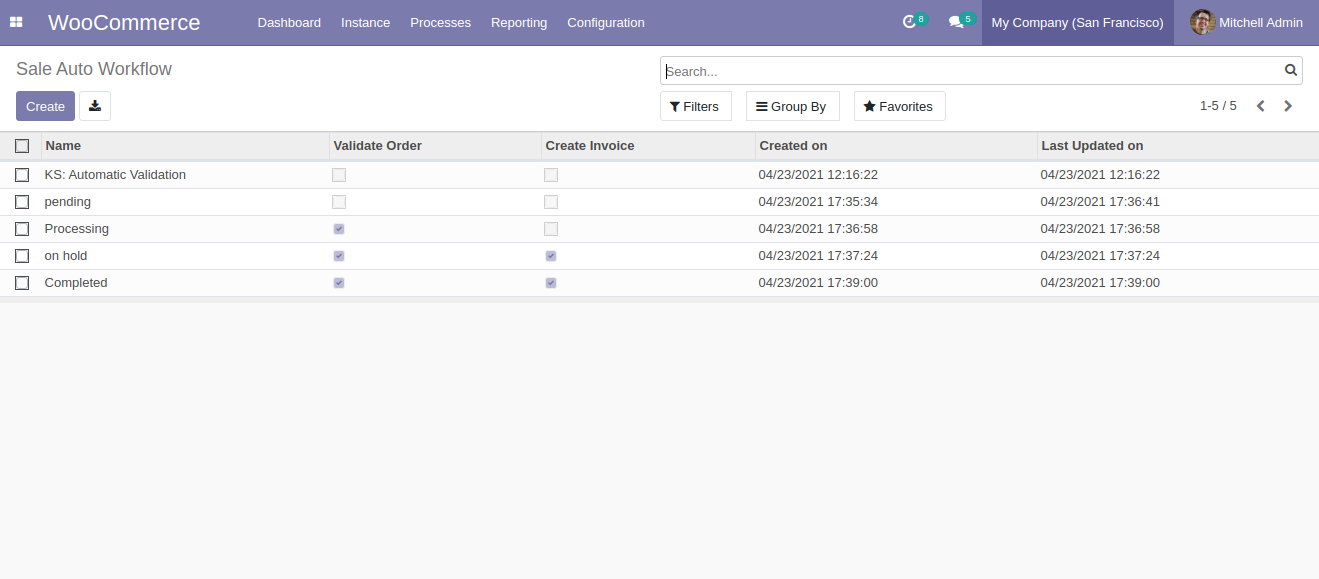 WooCommerce Dashboard Instance Processes Reporting Configuration 8 5 My Company (San Francisco) Mitchell Admin
Sale Auto Workflow Search...
Create Filters Group By Favorites 1-5 / 5
Name Validate Order Create Invoice Created on Last Updated on
KS: Automatic Validation 04/23/2021 12:16:22 04/23/2021 12:16:22
pending 04/23/2021 17:35:34 04/23/2021 17:36:41
Processing 04/23/2021 17:36:58 04/23/2021 17:36:58
on hold 04/23/2021 17:37:24 04/23/2021 17:37:24
Completed 04/23/2021 17:39:00 04/23/2021 17:39:00